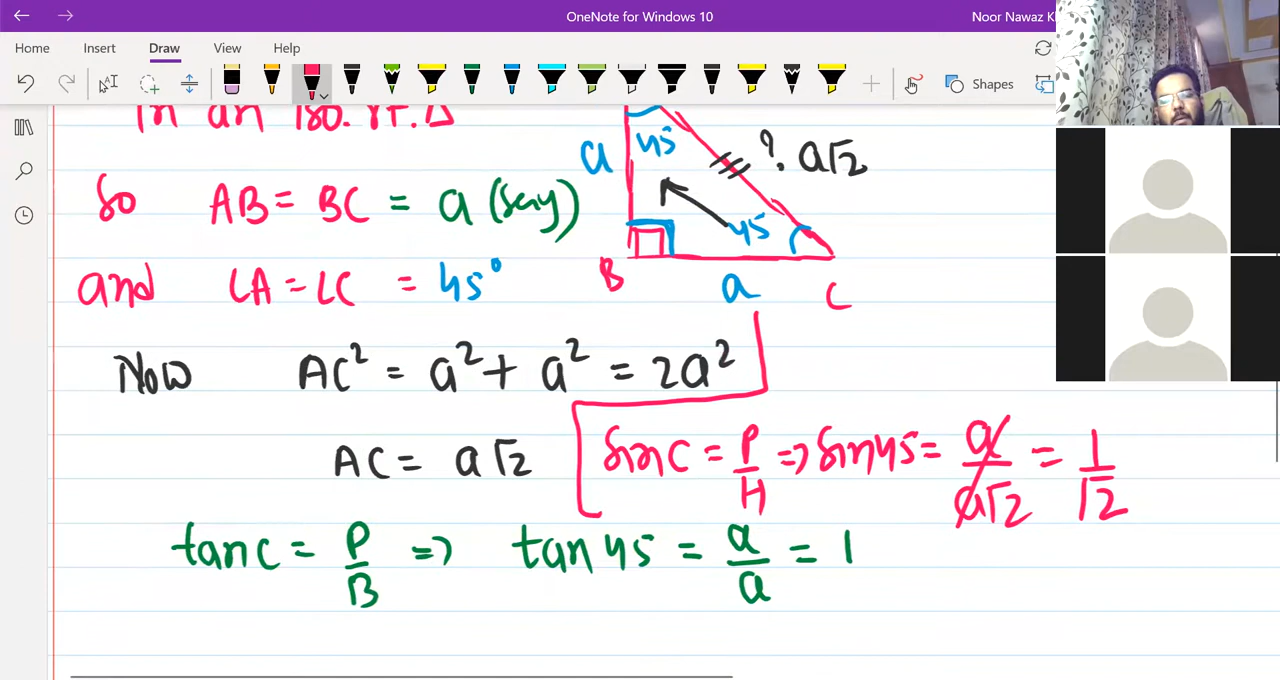 OneNote for Windows 10
Noor Nawaz K
Home Insert Draw View Help
Shapes
In an Iso. rt. Δ
So AB = BC = a (say)
and ∠A = ∠C = 45°
a 45 ? a√2
45
B a C
Now AC² = a² + a² = 2a²
AC = a√2
sin C = P/H => sin 45 = a/a√2 = 1/√2
tan C = P/B => tan 45 = a/a = 1